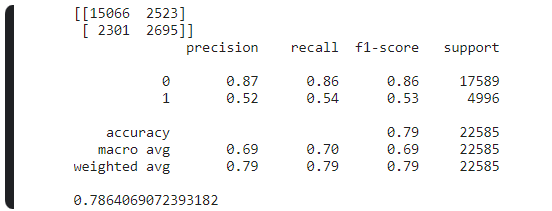 [[15066 2523]
[ 2301 2695]]
precision recall f1-score support
0 0.87 0.86 0.86 17589
1 0.52 0.54 0.53 4996
accuracy 0.79 22585
macro avg 0.69 0.70 0.69 22585
weighted avg 0.79 0.79 0.79 22585
0.7864069072393182